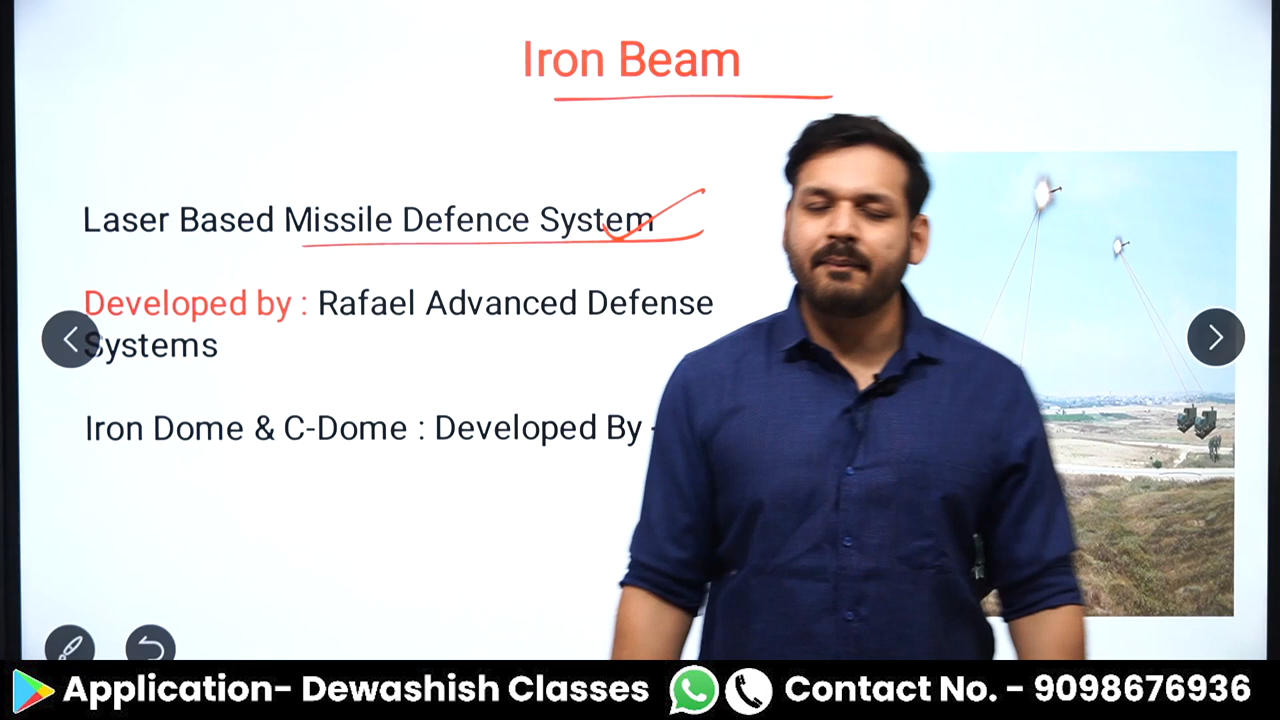 Iron Beam
Laser Based Missile Defence System
Developed by : Rafael Advanced Defense
Systems
Iron Dome & C-Dome : Developed By -
Application- Dewashish Classes
Contact No. - 9098676936